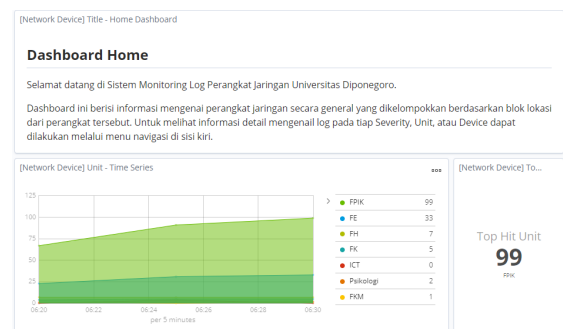 [Network Device] Title - Home Dashboard
Dashboard Home
Selamat datang di Sistem Monitoring Log Perangkat Jaringan Universitas Diponegoro.
Dashboard ini berisi informasi mengenai perangkat jaringan secara general yang dikelompokkan berdasarkan blok lokasi
dari perangkat tersebut. Untuk melihat informasi detail mengenail log pada tiap Severity, Unit, atau Device dapat
dilakukan melalui menu navigasi di sisi kiri.
[Network Device] Unit - Time Series
125
100
75
50
25
0
06:20 06:22 06:24 06:26 06:28 06:30
per 5 minutes
FPIK 99
FE 33
FH 7
FK 5
ICT 0
Psikologi 2
FKM 1
[Network Device] To...
Top Hit Unit
99
FPIK